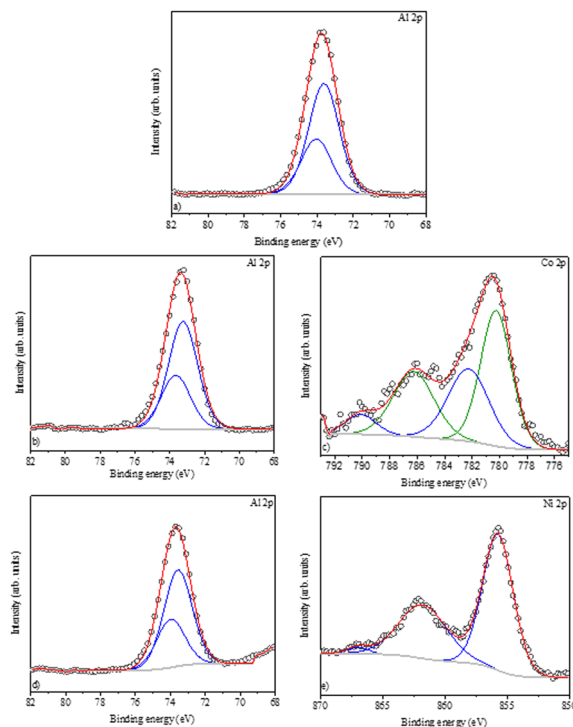 Al 2p
Intensity (arb. units)
a)
82 80 78 76 74 72 70 68
Binding energy (eV)
Al 2p
Intensity (arb. units)
b)
82 80 78 76 74 72 70 68
Binding energy (eV)
Co 2p
Intensity (arb. units)
c)
792 790 788 786 784 782 780 778 776 775
Binding energy (eV)
Al 2p
Intensity (arb. units)
d)
82 80 78 76 74 72 70 68
Binding energy (eV)
Ni 2p
Intensity (arb. units)
e)
870 865 860 855 850
Binding energy (eV)